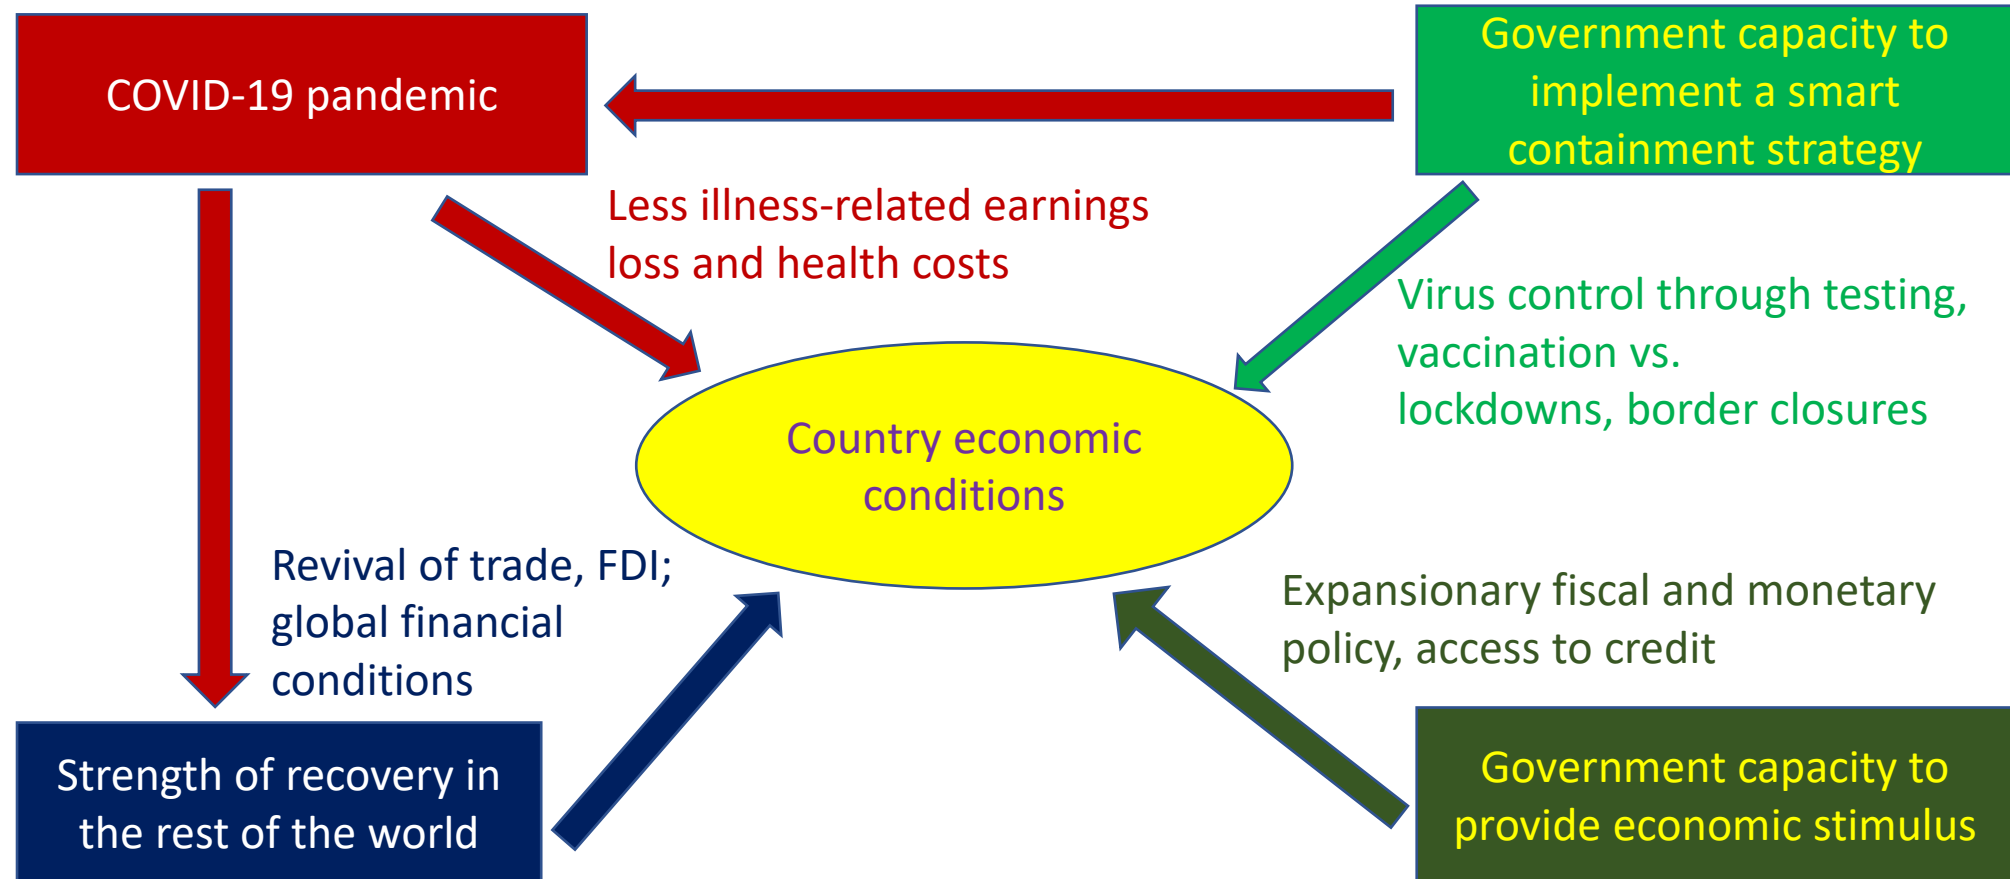 COVID-19 pandemic
Government capacity to
implement a smart
containment strategy
Less illness-related earnings
loss and health costs
Virus control through testing,
vaccination vs.
lockdowns, border closures
Country economic
conditions
Revival of trade, FDI;
global financial
conditions
Expansionary fiscal and monetary
policy, access to credit
Strength of recovery in
the rest of the world
Government capacity to
provide economic stimulus